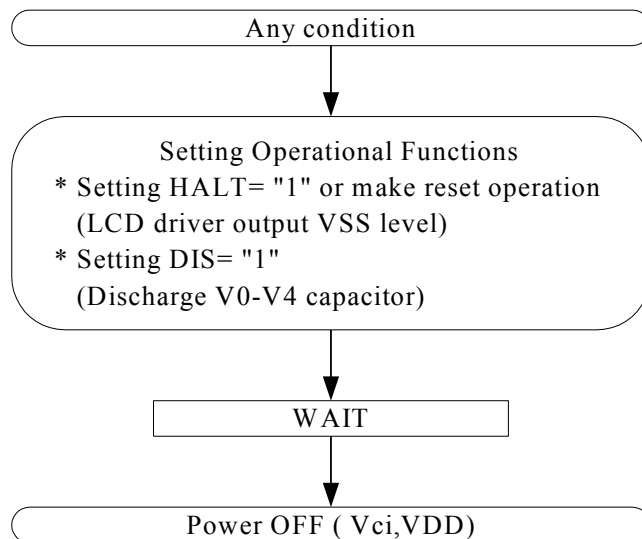 Any condition
Setting Operational Functions
* Setting HALT= "1" or make reset operation
(LCD driver output VSS level)
* Setting DIS= "1"
(Discharge V0-V4 capacitor)
WAIT
Power OFF ( Vci,VDD)